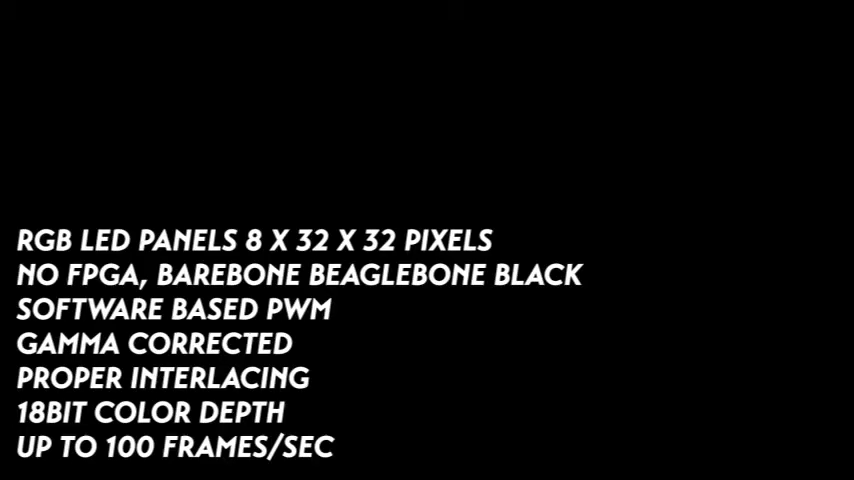 RGB LED PANELS 8 X 32 X 32 PIXELS
NO FPGA, BAREBONE BEAGLEBONE BLACK
SOFTWARE BASED PWM
GAMMA CORRECTED
PROPER INTERLACING
18BIT COLOR DEPTH
UP TO 100 FRAMES/SEC